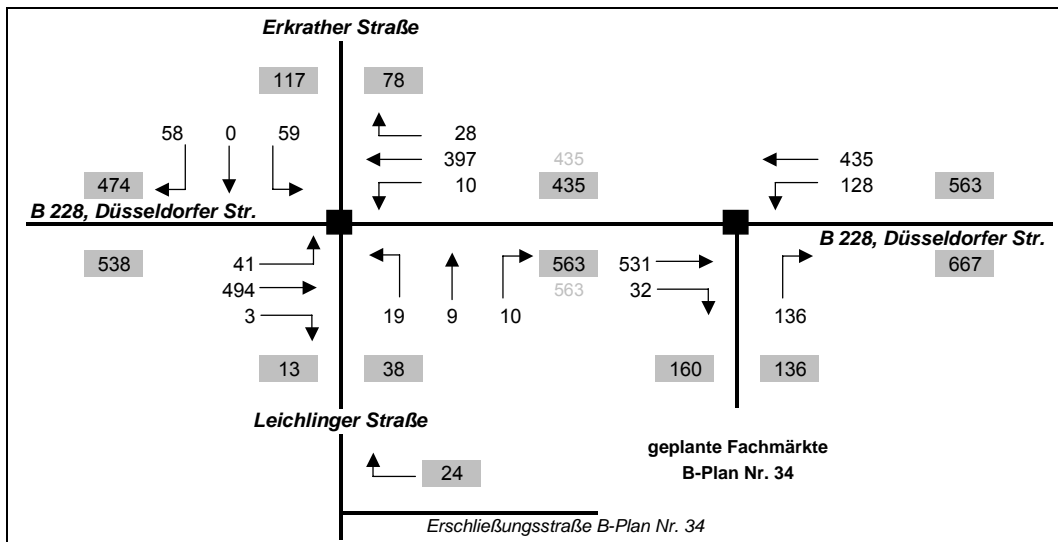 Erkrather Straße
117 78
58 0 59 28
397 435 435
474 10 435 128 563
B 228, Düsseldorfer Str.
B 228, Düsseldorfer Str.
538 41 563 531 667
494 563 32
3 19 9 10 136
13 38 160 136
Leichlinger Straße
geplante Fachmärkte
B-Plan Nr. 34
24
Erschließungsstraße B-Plan Nr. 34